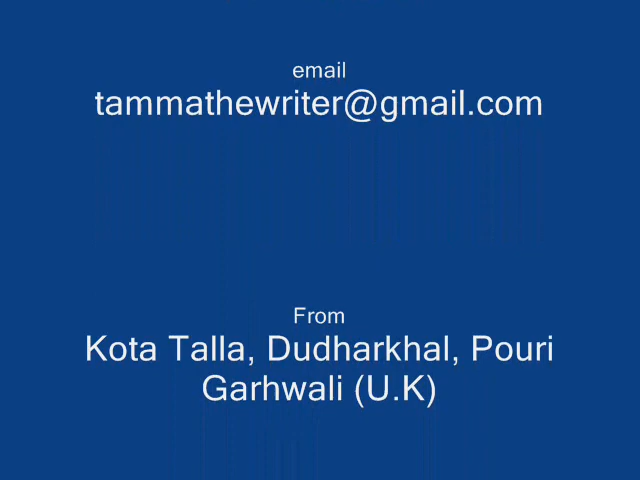 email
tammathewriter@gmail.com
From
Kota Talla, Dudharkhal, Pouri
Garhwali (U.K)